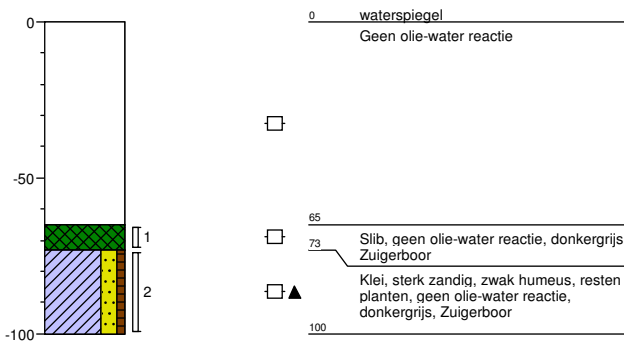 0
-50
-100
1
2
0 waterspiegel
Geen olie-water reactie
65
Slib, geen olie-water reactie, donkergrijs
Zuigerboor
73
Klei, sterk zandig, zwak humeus, resten
planten, geen olie-water reactie,
donkergrijs, Zuigerboor
100